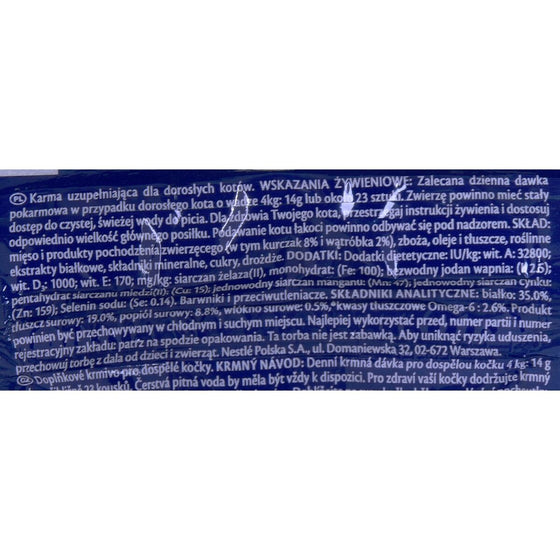 PL Karma uzupełniająca dla dorosłych kotów. WSKAZANIA ŻYWIENIOWE: Zalecana dzienna dawka
pokarmowa w przypadku dorosłego kota o wadze 4kg: 14g lub około 23 sztuki. Zwierzę powinno mieć stały
dostęp do czystej, świeżej wody do picia. Dla zdrowia Twojego kota, przestrzegaj instrukcji żywienia i dostosuj
odpowiednio wielkość głównego posiłku. Podawanie kotu łakoci powinno odbywać się pod nadzorem. SKŁAD:
mięso i produkty pochodzenia zwierzęcego (w tym kurczak 8% i wątróbka 2%), zboża, oleje i tłuszcze, roślinne
ekstrakty białkowe, składniki mineralne, cukry, drożdże. DODATKI: Dodatki dietetyczne: IU/kg: wit. A: 32800;
wit. D₃: 1000; wit. E: 170; mg/kg: siarczan żelaza(II), monohydrat: (Fe: 100); bezwodny jodan wapnia:
pentahydrat siarczanu miedzi(II): (Cu: 15); jednowodny siarczan manganu: (Mn: 47); jednowodny siarczan cynku:
(Zn: 159); Selenin sodu: (Se: 0.14). Barwniki i przeciwutleniacze. SKŁADNIKI ANALITYCZNE: białko: 35.0%,
tłuszcz surowe: 19.0%, popiół surowy: 8.8%, włókno surowe: 0.5%, kwasy tłuszczowe Omega-6 : 2.6%. Produkt
powinien być przechowywany w chłodnym i suchym miejscu. Najlepiej wykorzystać przed, numer partii i numer
rejestracyjny zakładu: patrz na spodzie opakowania. Ta torba nie jest zabawką. Aby uniknąć ryzyka uduszenia,
przechowuj torbę z dala od dzieci i zwierząt. Nestlé Polska S.A., ul. Domaniewska 32, 02-672 Warszawa.
CZ Doplňkové krmivo pro dospělé kočky. KRMNÝ NÁVOD: Denní krmná dávka pro dospělou kočku 4 kg: 14 g
23 kousků. Čerstvá pitná voda by měla být vždy k dispozici. Pro zdraví vaší kočky dodržujte krmný